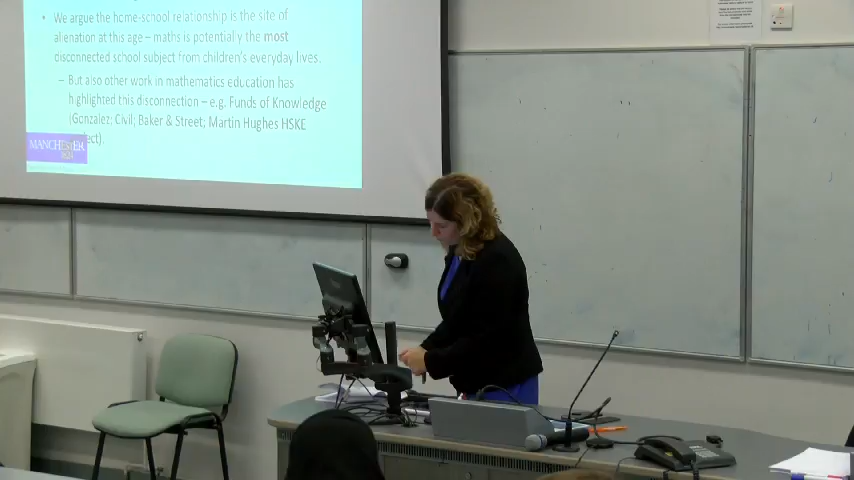 • We argue the home-school relationship is the site of
alienation at this age – maths is potentially the most
disconnected school subject from children's everyday lives.
– But also other work in mathematics education has
highlighted this disconnection – e.g. Funds of Knowledge
(Gonzalez; Civil; Baker & Street; Martin Hughes HSKE
MANCHESTER
1824